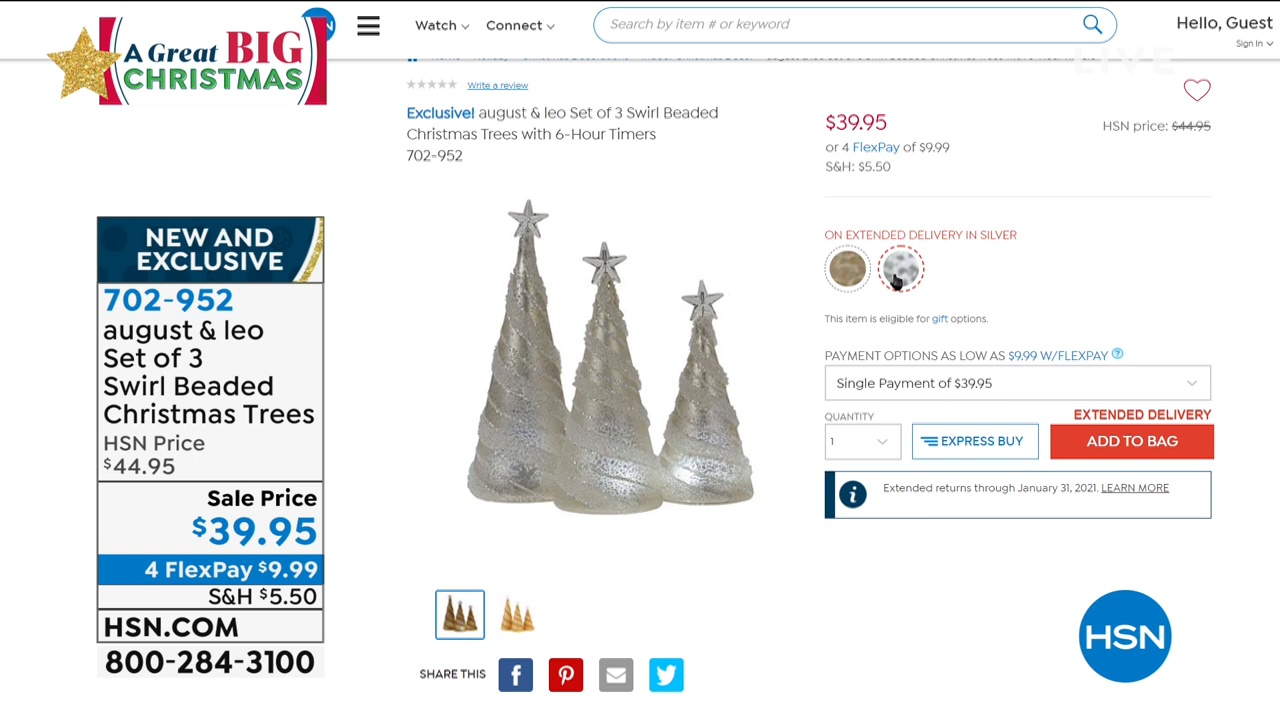 A Great BIG
CHRISTMAS
Watch
Connect
Search by item # or keyword
Hello, Guest
Sign In
LIVE
Write a review
Exclusive! august & leo Set of 3 Swirl Beaded
Christmas Trees with 6-Hour Timers
702-952
$39.95
HSN price: $44.95
or 4 FlexPay of $9.99
S&H: $5.50
ON EXTENDED DELIVERY IN SILVER
This item is eligible for gift options.
PAYMENT OPTIONS AS LOW AS $9.99 W/FLEXPAY ?
Single Payment of $39.95
QUANTITY
EXTENDED DELIVERY
1
EXPRESS BUY
ADD TO BAG
i Extended returns through January 31, 2021. LEARN MORE
NEW AND
EXCLUSIVE
702-952
august & leo
Set of 3
Swirl Beaded
Christmas Trees
HSN Price
$44.95
Sale Price
$39.95
4 FlexPay $9.99
S&H $5.50
HSN.COM
800-284-3100
SHARE THIS
HSN